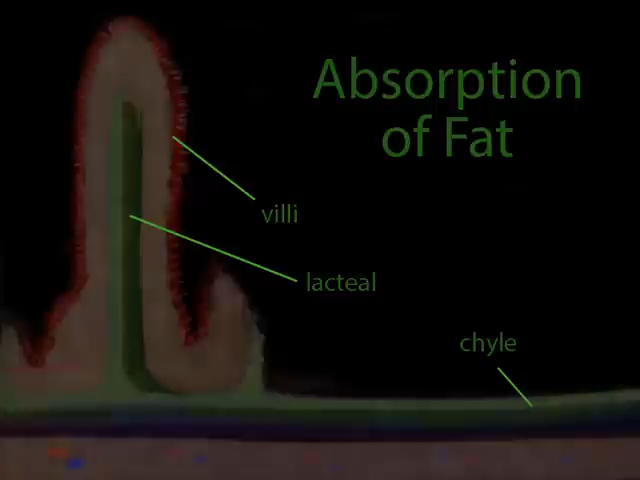 Absorption
of Fat
villi
lacteal
chyle